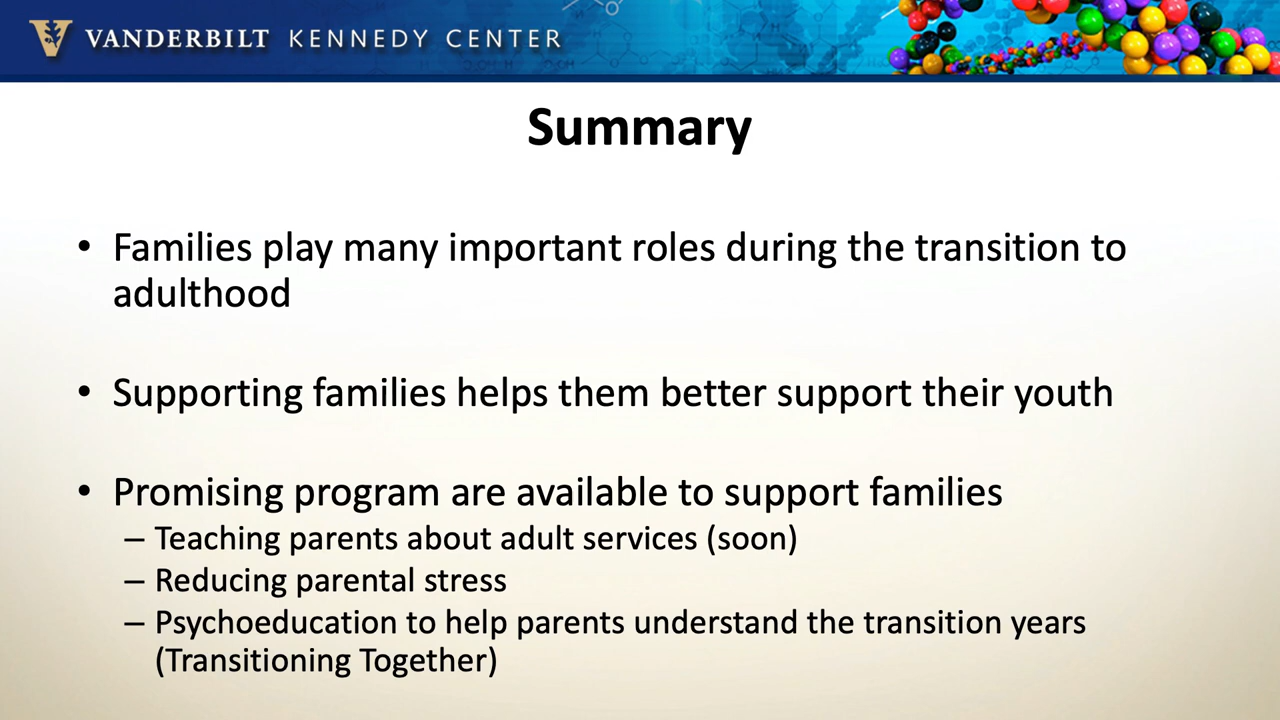 VANDERBILT KENNEDY CENTER
Summary
• Families play many important roles during the transition to
adulthood
• Supporting families helps them better support their youth
• Promising program are available to support families
– Teaching parents about adult services (soon)
– Reducing parental stress
– Psychoeducation to help parents understand the transition years
(Transitioning Together)